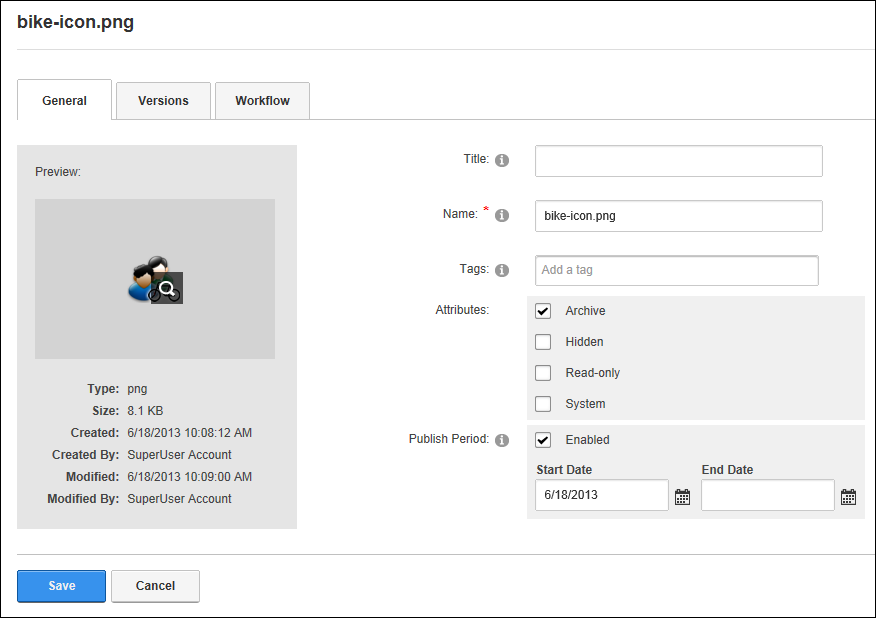 bike-icon.png
General
Versions
Workflow
Preview:
Type: png
Size: 8.1 KB
Created: 6/18/2013 10:08:12 AM
Created By: SuperUser Account
Modified: 6/18/2013 10:09:00 AM
Modified By: SuperUser Account
Title:
Name: * bike-icon.png
Tags: Add a tag
Attributes:
Archive
Hidden
Read-only
System
Publish Period: Enabled
Start Date
End Date
6/18/2013
Save
Cancel